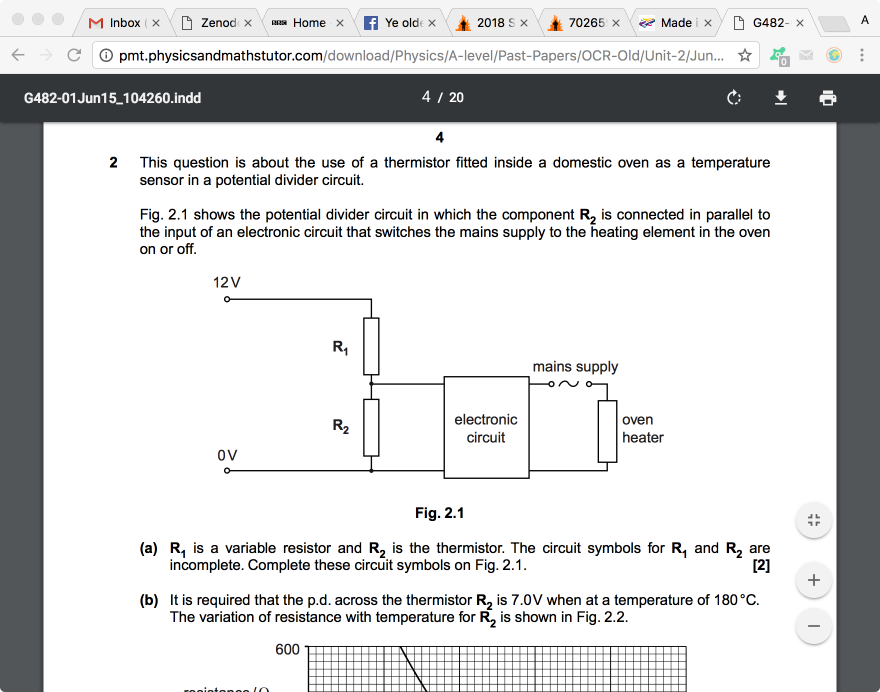 Inbox (
Zenod
Home
Ye olde
2018 S
70265
Made i
G482-
A
pmt.physicsandmathstutor.com/download/Physics/A-level/Past-Papers/OCR-Old/Unit-2/Jun...
0
G482-01Jun15_104260.indd
4 / 20
4
2 This question is about the use of a thermistor fitted inside a domestic oven as a temperature
sensor in a potential divider circuit.
Fig. 2.1 shows the potential divider circuit in which the component R₂ is connected in parallel to
the input of an electronic circuit that switches the mains supply to the heating element in the oven
on or off.
12V
R₁
mains supply
R₂
electronic
circuit
oven
heater
0V
Fig. 2.1
(a) R₁ is a variable resistor and R₂ is the thermistor. The circuit symbols for R₁ and R₂ are
incomplete. Complete these circuit symbols on Fig. 2.1. [2]
(b) It is required that the p.d. across the thermistor R₂ is 7.0V when at a temperature of 180°C.
The variation of resistance with temperature for R₂ is shown in Fig. 2.2.
600
resistance/Ω